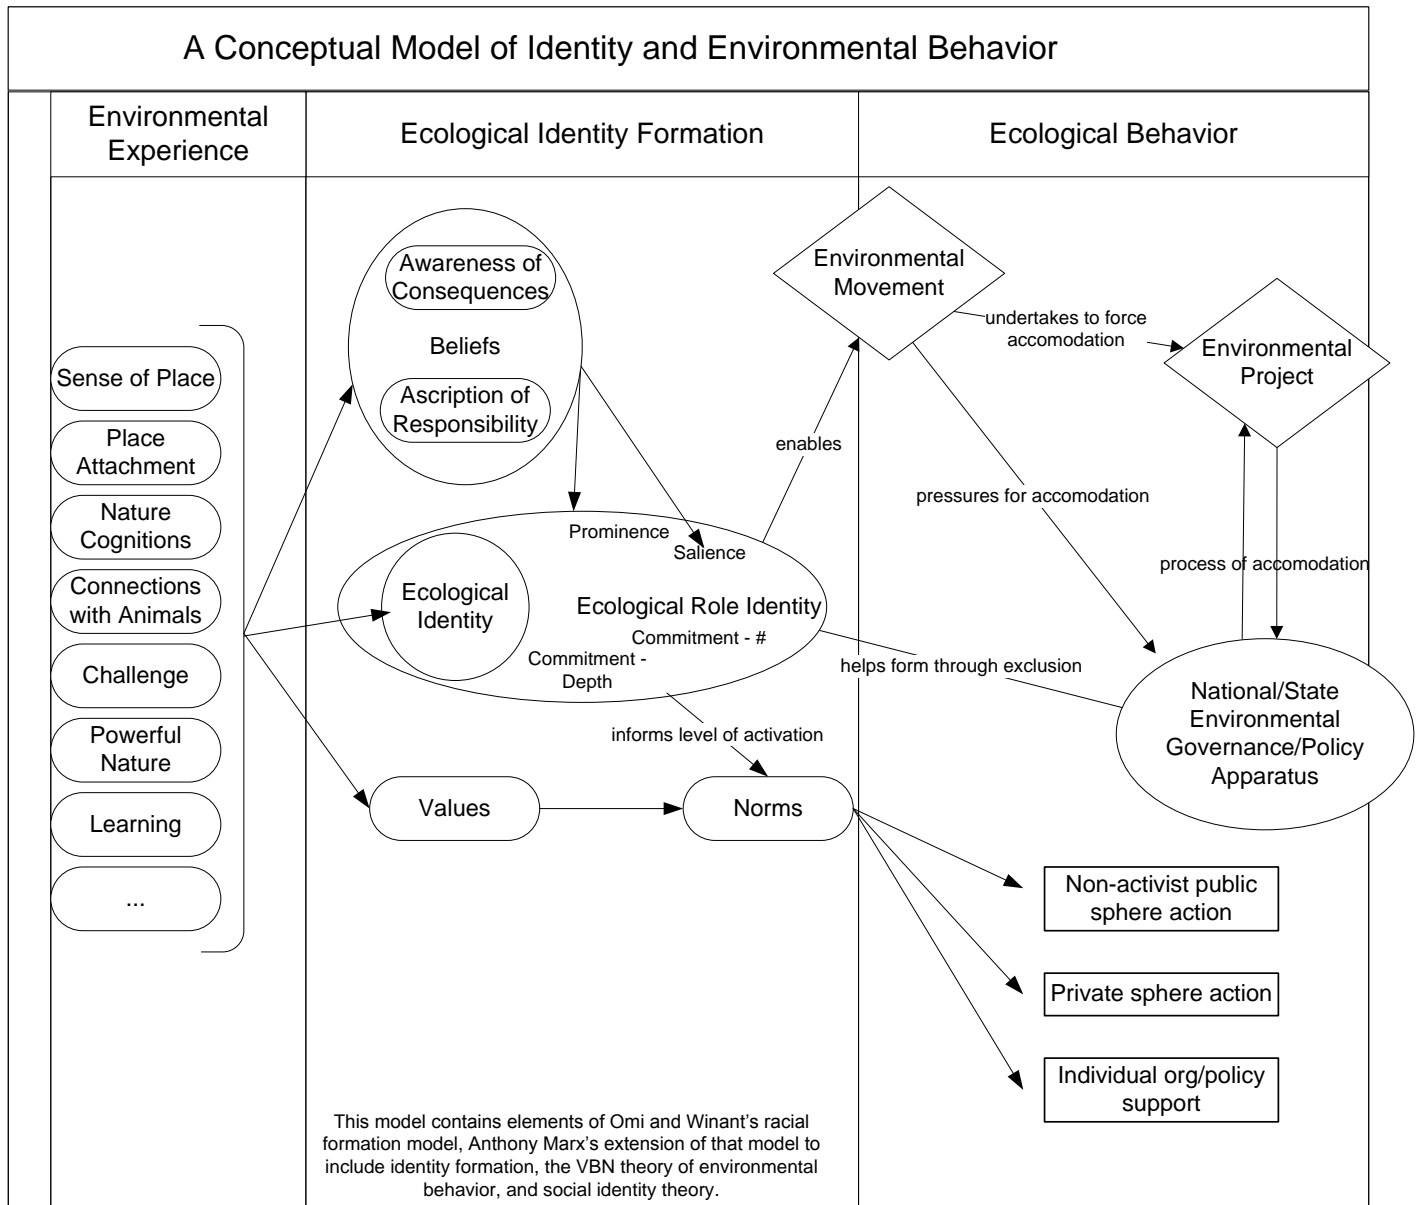 A Conceptual Model of Identity and Environmental Behavior
Environmental
Experience
Ecological Identity Formation
Ecological Behavior
Sense of Place
Place
Attachment
Nature
Cognitions
Connections
with Animals
Challenge
Powerful
Nature
Learning
...
Awareness of
Consequences
Beliefs
Ascription of
Responsibility
Prominence
Salience
Ecological
Identity
Ecological Role Identity
Commitment - #
Commitment -
Depth
informs level of activation
Values
Norms
enables
Environmental
Movement
undertakes to force
accomodation
Environmental
Project
pressures for accomodation
process of accomodation
helps form through exclusion
National/State
Environmental
Governance/Policy
Apparatus
Non-activist public
sphere action
Private sphere action
Individual org/policy
support
This model contains elements of Omi and Winant's racial
formation model, Anthony Marx's extension of that model to
include identity formation, the VBN theory of environmental
behavior, and social identity theory.